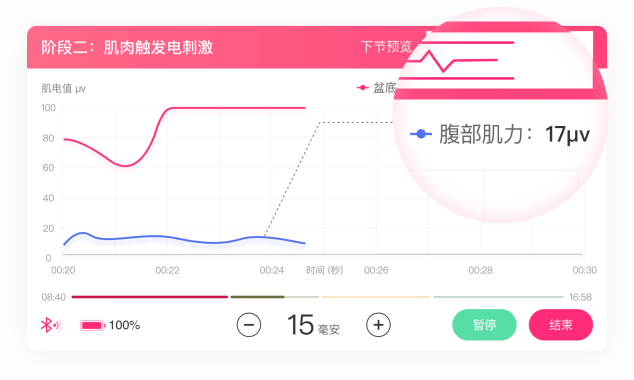 阶段二：肌肉触发电刺激
下节预览
肌电值 μv
盆底
腹部肌力： 17μv
100
80
60
40
20
0
00:20 00:22 00:24 时间 (秒) 00:26 00:28 00:30
08:40 16:58
100% 15 毫安 暂停 结束